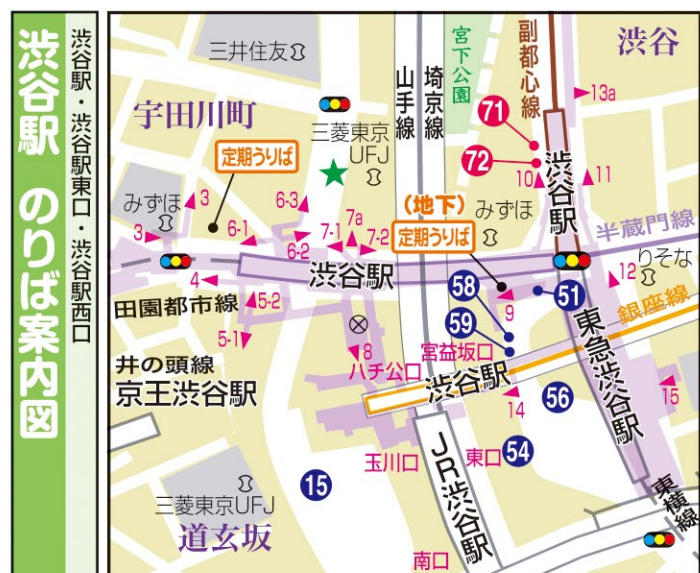 渋谷駅 のりば案内図
渋谷駅・渋谷駅東口・渋谷駅西口
三井住友
宇田川町
定期うりば
三菱東京
UFJ
山手線
埼京線
宮下公園
副都心線
渋谷
13a
71
72
渋谷駅
10
11
みずほ
3
3
6-3
6-1
6-2
7a
7-1
7-2
(地下)
定期うりば
みずほ
半蔵門線
渋谷駅
りそな
12
4
田園都市線
5-2
5-1
58
59
9
51
銀座線
井の頭線
京王渋谷駅
8
ハチ公口
宮益坂口
渋谷駅
14
56
東急渋谷駅
15
玉川口
東口
54
15
JR渋谷駅
東横線
三菱東京UFJ
道玄坂
南口